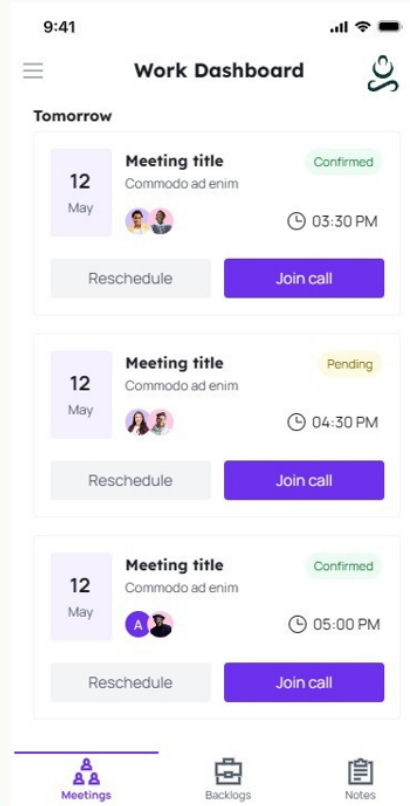 9:41
Work Dashboard
Tomorrow
12
May
Meeting title
Commodo ad enim
Confirmed
03:30 PM
Reschedule
Join call
12
May
Meeting title
Commodo ad enim
Pending
04:30 PM
Reschedule
Join call
12
May
Meeting title
Commodo ad enim
Confirmed
A
05:00 PM
Reschedule
Join call
Meetings
Backlogs
Notes